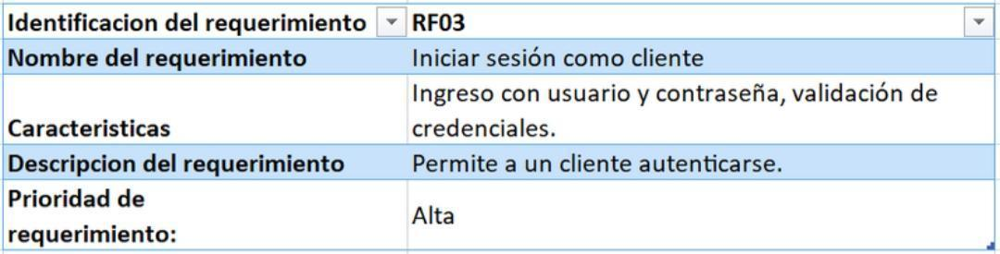 Identificacion del requerimiento RF03
Nombre del requerimiento Iniciar sesión como cliente
Ingreso con usuario y contraseña, validación de
Caracteristicas credenciales.
Descripcion del requerimiento Permite a un cliente autenticarse.
Prioridad de
requerimiento: Alta